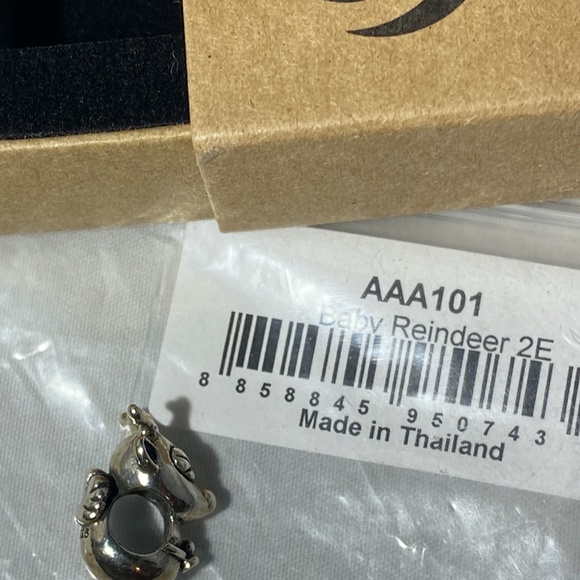 AAA101
Baby Reindeer 2E
8 858845 950743
Made in Thailand